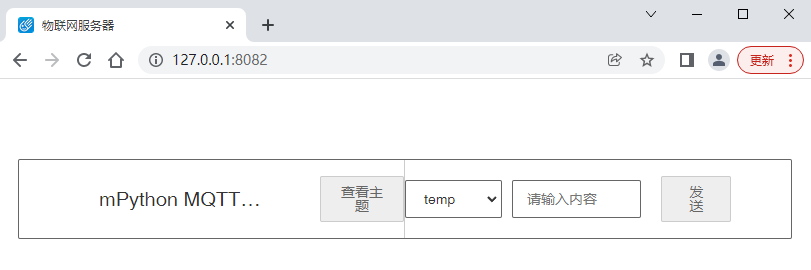 物联网服务器
127.0.0.1:8082
更新
mPython MQTT…
查看主
题
temp
请输入内容
发
送